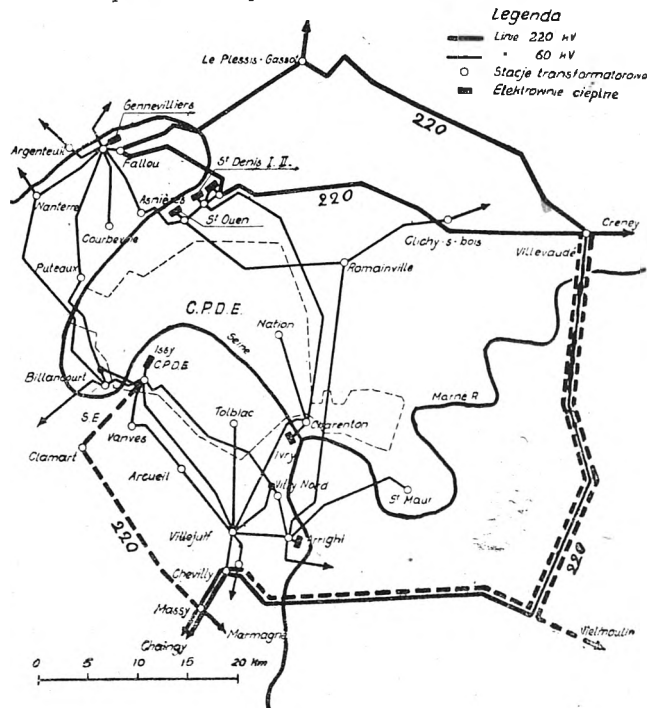 Legenda
Linie 220 kV
" 60 kV
Stacje transformatorowe
Elektrownie cieplne
Le Plessis-Gassot
Gennevilliers
Argenteuil
Fallou
220
St Denis I. II.
Nanterre
Asnières
St Ouen
220
Courbevoie
Clichy-s-bois
Creney
Villevaudé
Puteaux
Romainville
C.P.D.E.
Nation
Seine
Issy
C.P.D.E.
Billancourt
Marne R
S.E.
Tolbiac
Charenton
Vanves
Ivry
Clamart
Arcueil
Vitry Nord
St Maur
220
Villejuif
Arrighi
Chevilly
220
Massy
Vielmoulin
Marmagne
Chaingy
0 5 10 15 20 km